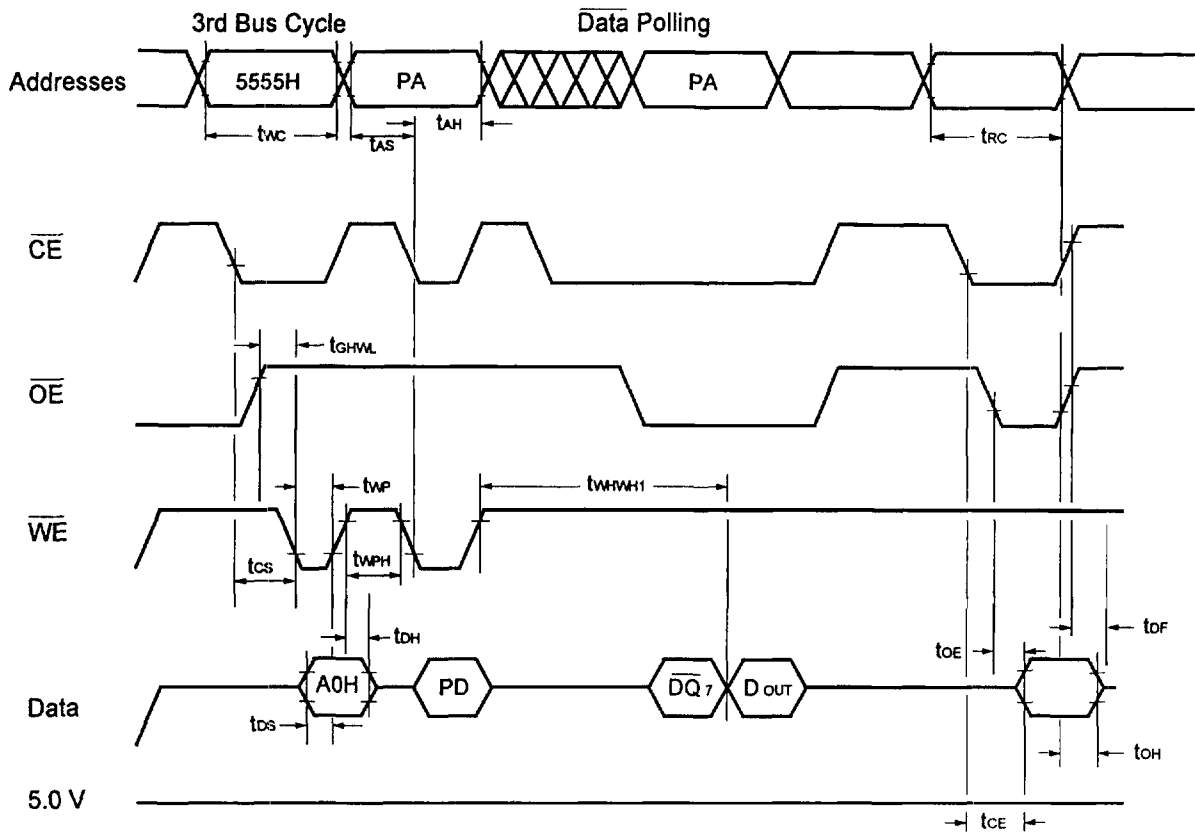 3rd Bus Cycle
Data Polling
Addresses
5555H
PA
PA
tWC
tAS
tAH
tRC
CE
tGHWL
OE
tWP
tWHWH1
WE
tCS
tWPH
tDH
tOE
tDF
Data
A0H
PD
DQ7
DOUT
tDS
tOH
5.0 V
tCE